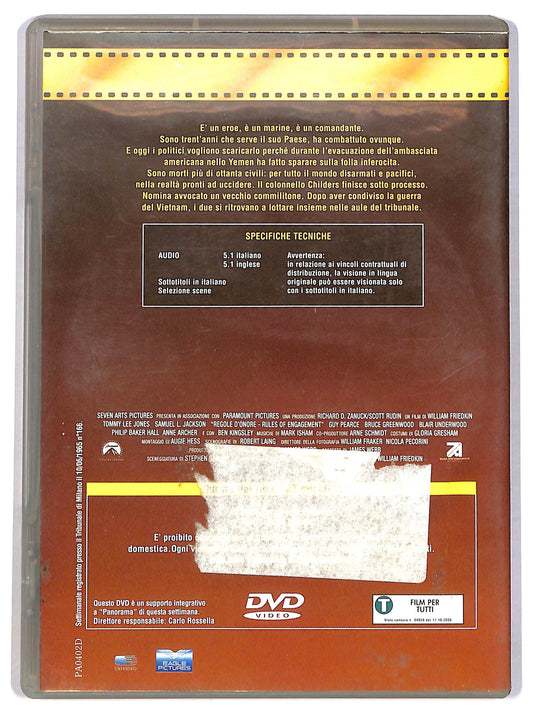 E' un eroe, è un marine, è un comandante.
Sono trent'anni che serve il suo Paese, ha combattuto ovunque.
E oggi i politici vogliono scaricarlo perché durante l'evacuazione dell'ambasciata
americana nello Yemen ha fatto sparare sulla folla inferocita.
Sono morti più di ottanta civili: per tutto il mondo disarmati e pacifici,
nella realtà pronti ad uccidere. Il colonnello Childers finisce sotto processo.
Nomina avvocato un vecchio commilitone. Dopo aver condiviso la guerra
del Vietnam, i due si ritrovano a lottare insieme nelle aule del tribunale.
SPECIFICHE TECNICHE
AUDIO 5.1 italiano
5.1 inglese
Sottotitoli in italiano
Selezione scene
Avvertenza:
in relazione ai vincoli contrattuali di
distribuzione, la visione in lingua
originale può essere visionata solo
con i sottotitoli in italiano.
SEVEN ARTS PICTURES PRESENTA IN ASSOCIAZIONE CON PARAMOUNT PICTURES UNA PRODUZIONE RICHARD D. ZANUCK/SCOTT RUDIN UN FILM DI WILLIAM FRIEDKIN
TOMMY LEE JONES SAMUEL L. JACKSON "REGOLE D'ONORE - RULES OF ENGAGEMENT" GUY PEARCE BRUCE GREENWOOD BLAIR UNDERWOOD
PHILIP BAKER HALL ANNE ARCHER E CON BEN KINGSLEY MUSICHE DI MARK ISHAM CO-PRODUTTORE ARNE SCHMIDT COSTUMI DI GLORIA GRESHAM
MONTAGGIO DI AUGIE HESS SCENOGRAFIE DI ROBERT LAING DIRETTORE DELLA FOTOGRAFIA WILLIAM FRAKER NICOLA PECORINI
JAMES WEBB
SCENEGGIATURA DI STEPHEN WILLIAM FRIEDKIN
E' proibito
domestica. Ogni
Questo DVD è un supporto integrativo
a "Panorama" di questa settimana.
Direttore responsabile: Carlo Rossella
DVD
VIDEO
T
FILM PER
TUTTI
EAGLE
PICTURES
Settimanale registrato presso il Tribunale di Milano il 10/06/1965 n°166.
PA0402D